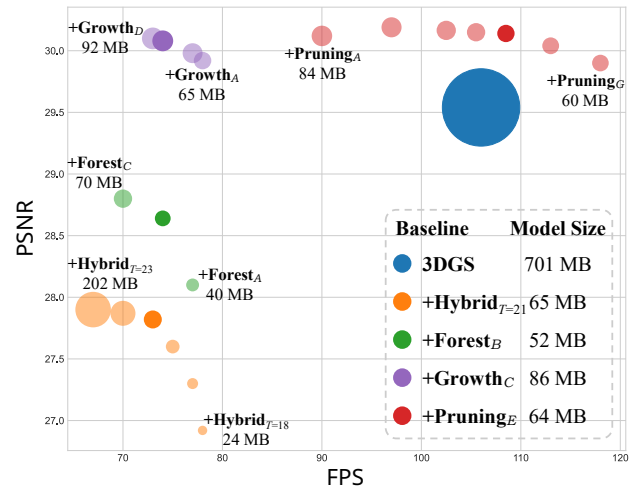 +Growth_D
92 MB
+Growth_A
65 MB
+Pruning_A
84 MB
+Pruning_G
60 MB
+Forest_C
70 MB
+Hybrid_T=23
202 MB
+Forest_A
40 MB
+Hybrid_T=18
24 MB
Baseline Model Size
3DGS 701 MB
+Hybrid_T=21 65 MB
+Forest_B 52 MB
+Growth_C 86 MB
+Pruning_E 64 MB
PSNR
30.0
29.5
29.0
28.5
28.0
27.5
27.0
70 80 90 100 110
FPS